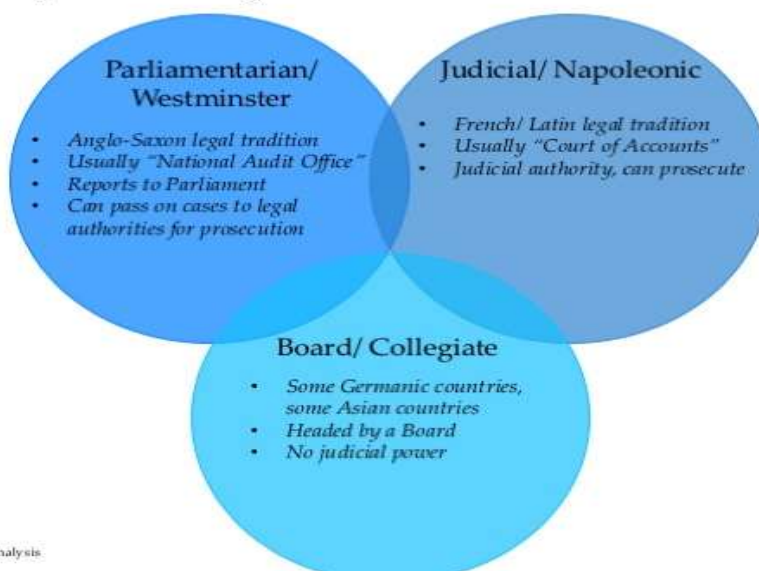 Parliamentarian/
Westminster
• Anglo-Saxon legal tradition
• Usually “National Audit Office”
• Reports to Parliament
• Can pass on cases to legal
authorities for prosecution
Judicial/ Napoleonic
• French/ Latin legal tradition
• Usually “Court of Accounts”
• Judicial authority, can prosecute
Board/ Collegiate
• Some Germanic countries,
some Asian countries
• Headed by a Board
• No judicial power
nalysis